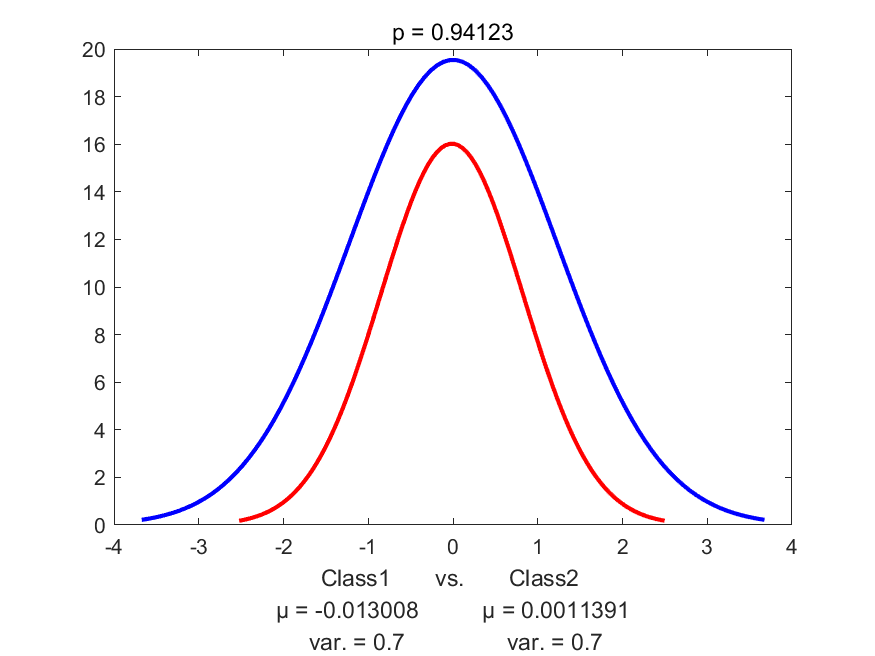 p = 0.94123
20
18
16
14
12
10
8
6
4
2
0
-4 -3 -2 -1 0 1 2 3 4
Class1 vs. Class2
μ = -0.013008 μ = 0.0011391
var. = 0.7 var. = 0.7